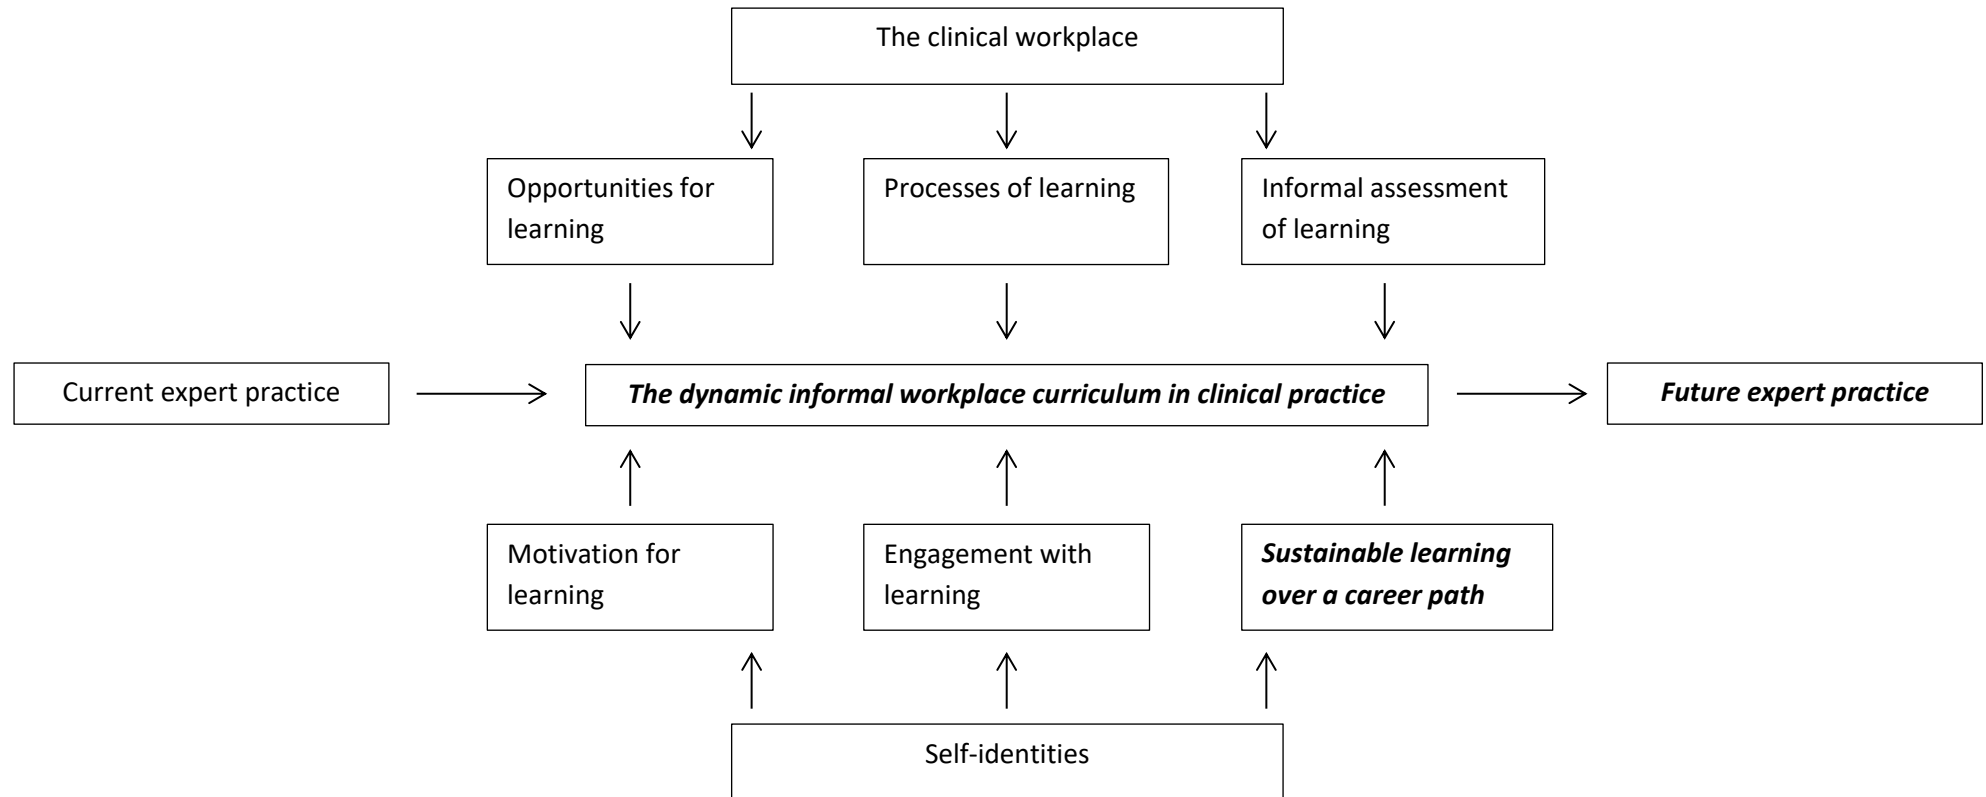 The clinical workplace
Opportunities for
learning
Processes of learning
Informal assessment
of learning
Current expert practice
The dynamic informal workplace curriculum in clinical practice
Future expert practice
Motivation for
learning
Engagement with
learning
Sustainable learning
over a career path
Self-identities